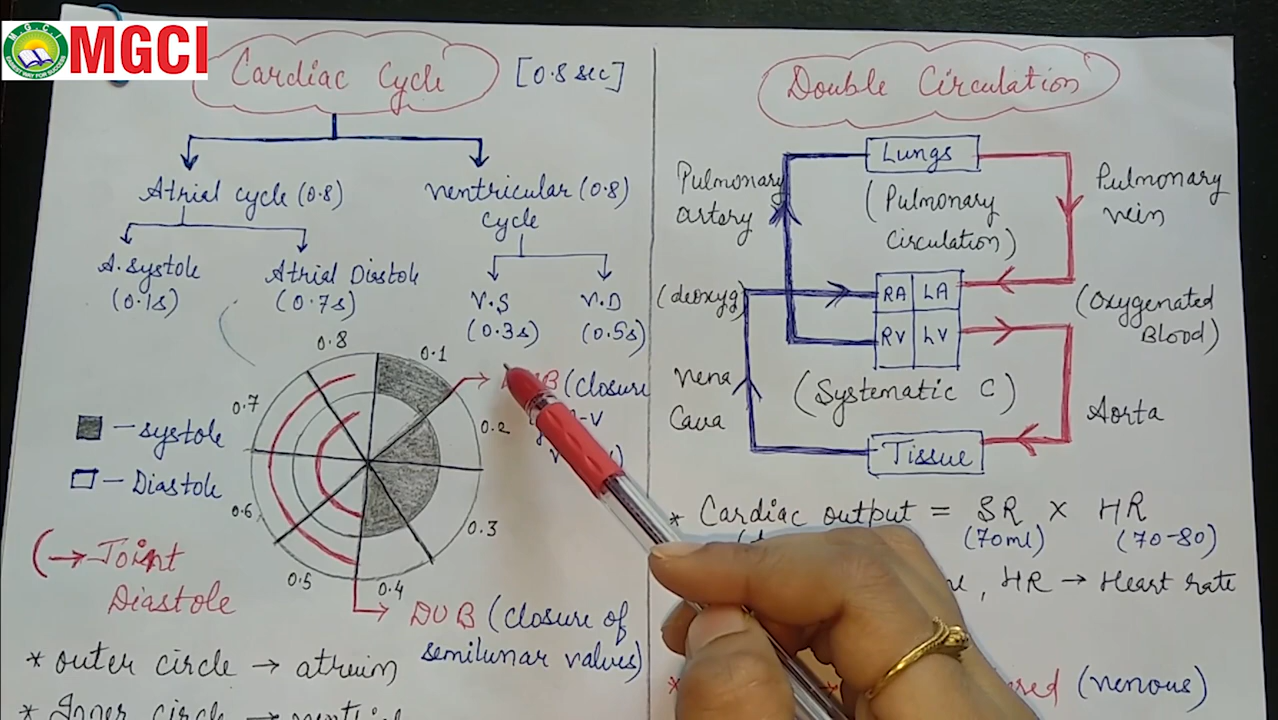 MGCI
Cardiac Cycle [0.8 sec]
Atrial cycle (0.8)
Ventricular (0.8)
Cycle
A. Systole
(0.1s)
Atrial Diastole
(0.7s)
V.S
(0.3s)
V.D
(0.5s)
0.8
0.1
0.7
0.2
0.6
0.3
0.5
0.4
(closure
- systole
- Diastole
( → Joint
Diastole
DUB (closure of
semilunar valves)
* outer circle → atruim
* Inner circle →
Double Circulation
Lungs
(Pulmonary
Circulation)
Pulmonary
artery
Pulmonary
vein
(deoxyg)
RA LA
RV LV
(Oxygenated
Blood)
Vena
Cava
(Systematic C)
Aorta
Tissue
* Cardiac output = SR × HR
(70ml) (70-80)
, HR → Heart rate
* (venous)